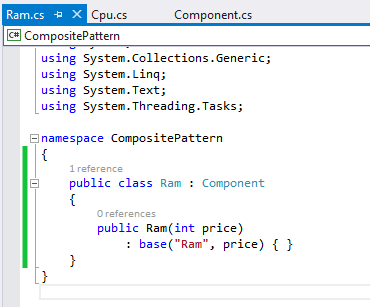 Ram.cs Cpu.cs Component.cs
C# CompositePattern
using System.Collections.Generic;
using System.Linq;
using System.Text;
using System.Threading.Tasks;
namespace CompositePattern
{
1 reference
public class Ram : Component
{
0 references
public Ram(int price)
: base("Ram", price) { }
}
}